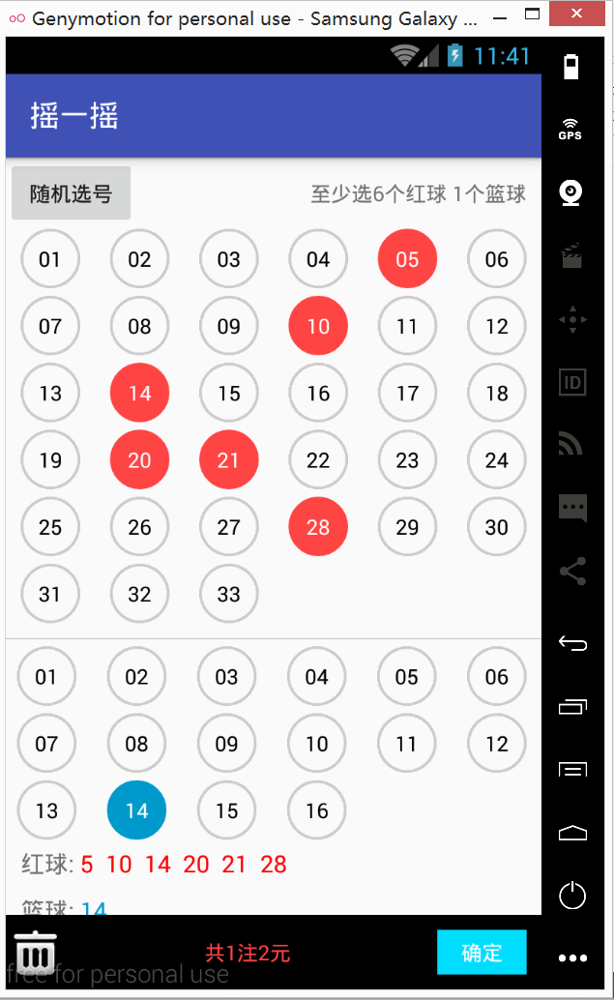 Genymotion for personal use - Samsung Galaxy ...
11:41
GPS
摇一摇
随机选号 至少选6个红球 1个篮球
01 02 03 04 05 06
07 08 09 10 11 12
13 14 15 16 17 18
19 20 21 22 23 24
25 26 27 28 29 30
31 32 33
ID
01 02 03 04 05 06
07 08 09 10 11 12
13 14 15 16
红球: 5 10 14 20 21 28
篮球: 14
共1注2元 确定
free for personal use